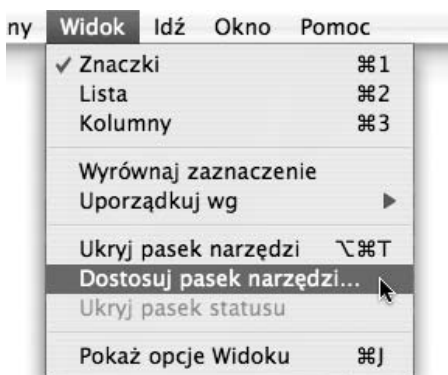 ny Widok Idź Okno Pomoc
✓ Znaczki ⌘1
Lista ⌘2
Kolumny ⌘3
Wyrównaj zaznaczenie
Uporządkuj wg ▶
Ukryj pasek narzędzi ⌥⌘T
Dostosuj pasek narzędzi...
Ukryj pasek statusu
Pokaż opcje Widoku ⌘J